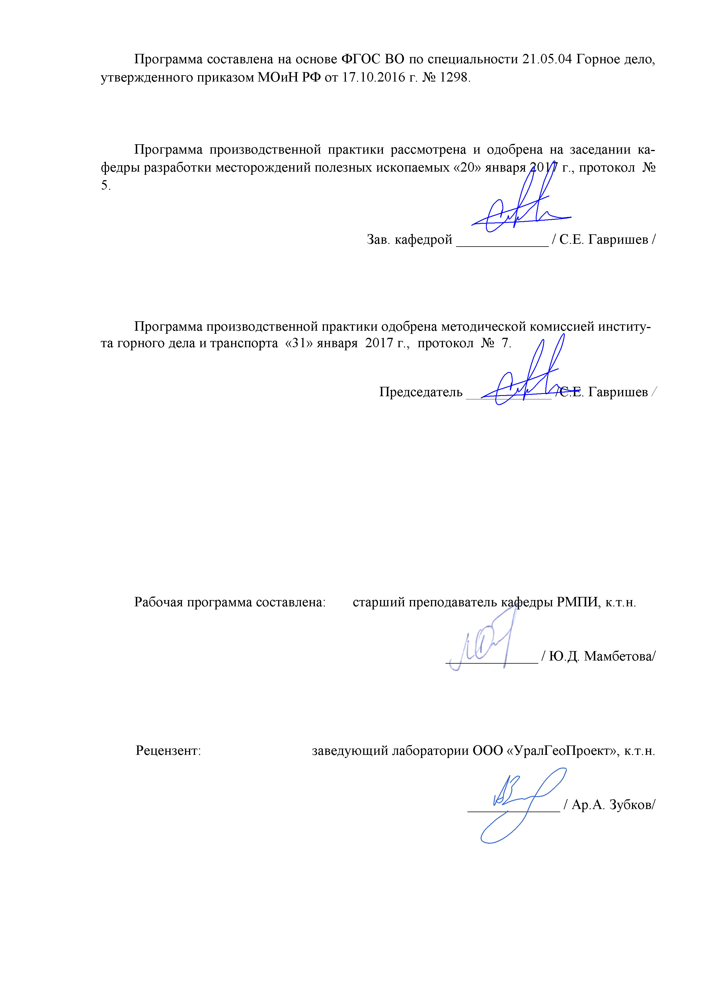 Программа составлена на основе ФГОС ВО по специальности 21.05.04 Горное дело,
утвержденного приказом МОиН РФ от 17.10.2016 г. № 1298.
Программа производственной практики рассмотрена и одобрена на заседании ка-
федры разработки месторождений полезных ископаемых «20» января 2017 г., протокол № 
5.
Зав. кафедрой _____________ / С.Е. Гавришев /
Программа производственной практики одобрена методической комиссией институ-
та горного дела и транспорта «31» января 2017 г., протокол № 7.
Председатель ____________ /С.Е. Гавришев /
Рабочая программа составлена: старший преподаватель кафедры РМПИ, к.т.н.
_____________ / Ю.Д. Мамбетова/
Рецензент: заведующий лаборатории ООО «УралГеоПроект», к.т.н.
_____________ / Ар.А. Зубков/